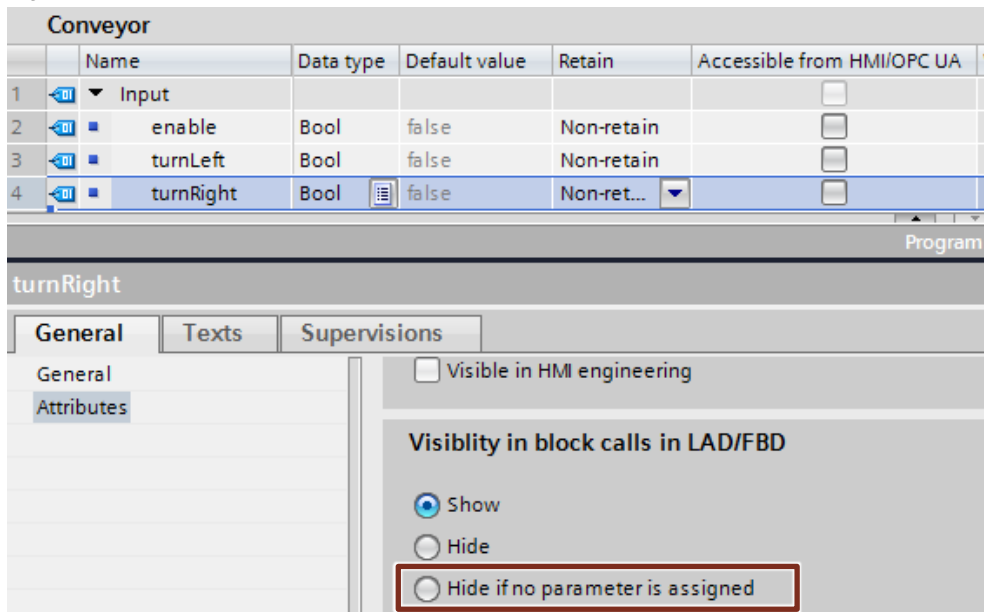 Conveyor
Name Data type Default value Retain Accessible from HMI/OPC UA
1 Input
2 enable Bool false Non-retain
3 turnLeft Bool false Non-retain
4 turnRight Bool false Non-ret...
Program
turnRight
General Texts Supervisions
General
Attributes
Visible in HMI engineering
Visiblity in block calls in LAD/FBD
Show
Hide
Hide if no parameter is assigned